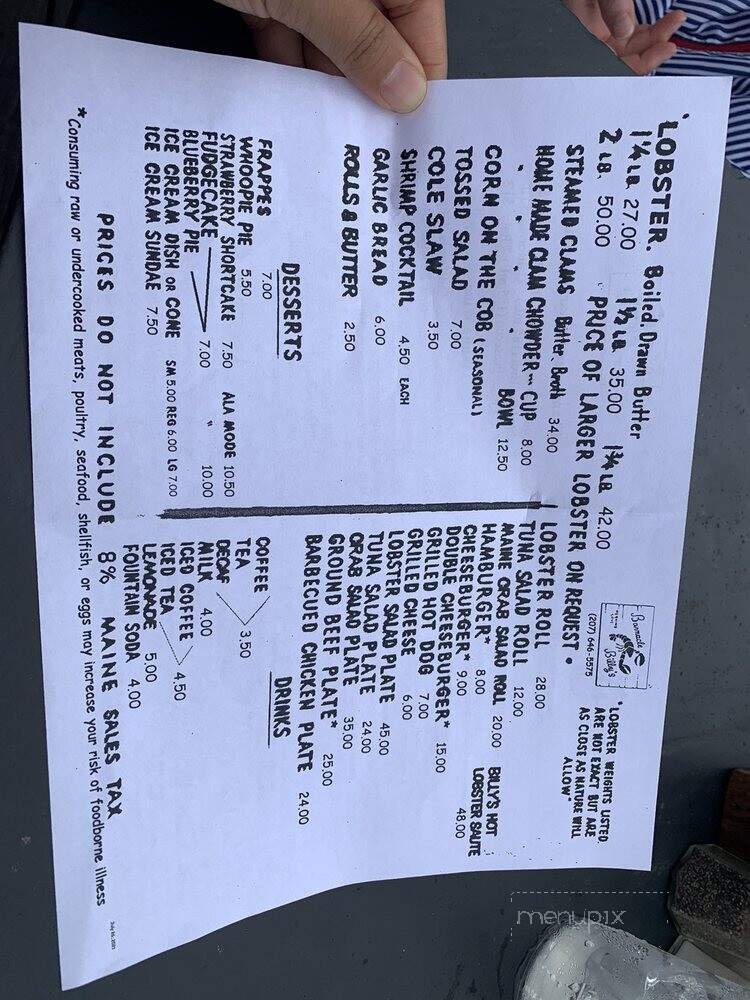 Barnacle
Billy's
(207) 646-5575
"LOBSTER WEIGHTS LISTED
ARE NOT EXACT BUT ARE
AS CLOSE AS NATURE WILL
ALLOW"
•LOBSTER. Boiled. Drawn Butter
1¼ LB 27.00 1½ LB 35.00 1¾ LB 42.00
2 LB. 50.00 PRICE OF LARGER LOBSTER ON REQUEST •
STEAMED CLAMS Butter, Broth 34.00
HOME MADE CLAM CHOWDER -- CUP 8.00
" " " " BOWL 12.50
CORN ON THE COB (SEASONAL)
TOSSED SALAD 7.00
COLE SLAW 3.50
SHRIMP COCKTAIL 4.50 EACH
GARLIC BREAD 6.00
ROLLS & BUTTER 2.50
DESSERTS
FRAPPES 7.00
WHOOPIE PIE 5.50
STRAWBERRY SHORTCAKE 7.50 ALA MODE 10.50
FUDGECAKE 7.00 " 10.00
BLUEBERRY PIE
ICE CREAM DISH OR CONE SM 5.00 REG 6.00 LG 7.00
ICE CREAM SUNDAE 7.50
LOBSTER ROLL 28.00
TUNA SALAD ROLL 12.00
MAINE CRAB SALAD ROLL 20.00
HAMBURGER* 8.00
CHEESEBURGER* 9.00
DOUBLE CHEESEBURGER* 15.00
GRILLED HOT DOG 7.00
GRILLED CHEESE 6.00
LOBSTER SALAD PLATE 45.00
TUNA SALAD PLATE 24.00
CRAB SALAD PLATE 35.00
GROUND BEEF PLATE* 25.00
BARBECUED CHICKEN PLATE 24.00
BILLY'S HOT
LOBSTER SAUTE
48.00
DRINKS
COFFEE
TEA 3.50
DECAF
MILK 4.00
ICED COFFEE
ICED TEA 4.50
LEMONADE 5.00
FOUNTAIN SODA 4.00
PRICES DO NOT INCLUDE 8% MAINE SALES TAX
*Consuming raw or undercooked meats, poultry, seafood, shellfish, or eggs may increase your risk of foodborne illness
menupix